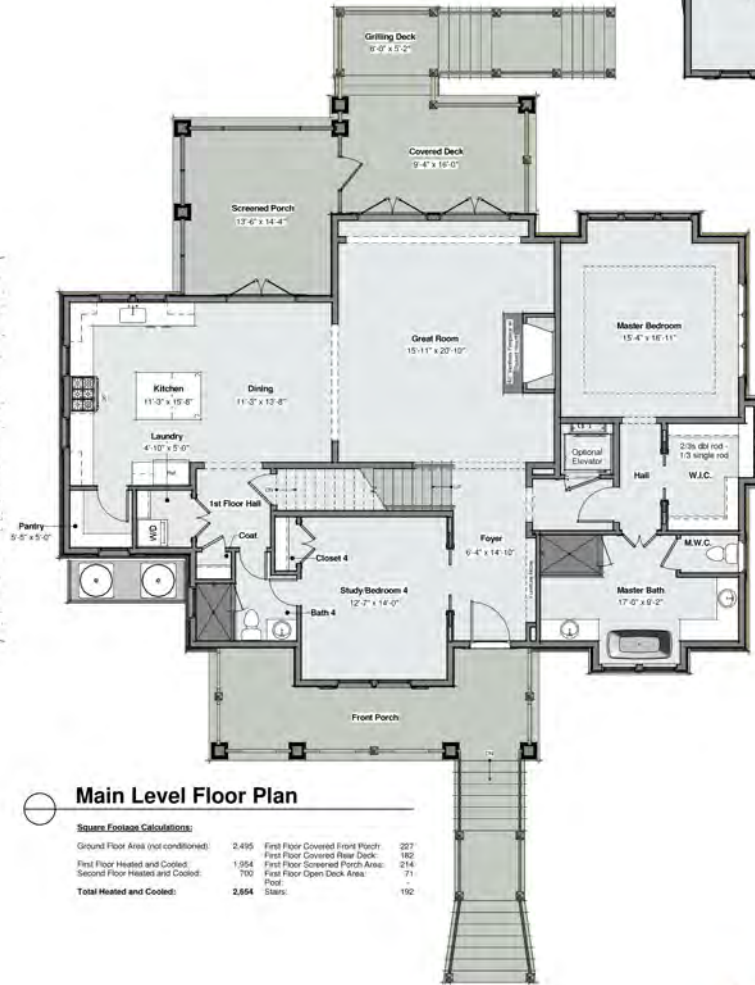 Grilling Deck
8'-0" x 5'-2"
Covered Deck
9'-4" x 16'-0"
Screened Porch
13'-6" x 14'-4"
Great Room
15'-11" x 20'-10"
Master Bedroom
15'-4" x 16'-11"
Kitchen
11'-3" x 15'-8"
Dining
11'-3" x 13'-8"
Laundry
4'-10" x 5'-0"
Optional
Elevator
Hall
2/3s dbl rod -
1/3 single rod
W.I.C.
1st Floor Hall
Pantry
5'-5" x 5'-0"
W/D
Coat
Closet 4
Foyer
6'-4" x 14'-10"
M.W.C.
Study/Bedroom 4
12'-7" x 14'-0"
Bath 4
Master Bath
17'-0" x 9'-2"
Front Porch
Main Level Floor Plan
Square Footage Calculations:
Ground Floor Area (not conditioned): 2,495 First Floor Covered Front Porch: 227
First Floor Covered Rear Deck: 182
First Floor Heated and Cooled: 1,954 First Floor Screened Porch Area: 214
Second Floor Heated and Cooled: 700 First Floor Open Deck Area: 71
Pool: -
Total Heated and Cooled: 2,654 Stairs: 192